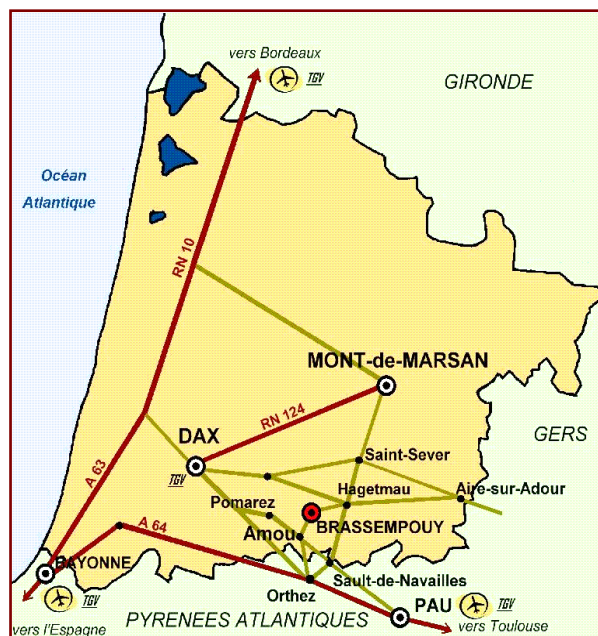 vers Bordeaux
TGV
GIRONDE
Océan
Atlantique
RN 10
MONT-de-MARSAN
RN 124
DAX
TGV
GERS
A 63
Saint-Sever
Pomarez
Hagetmau
Aire-sur-Adour
A 64
BRASSEMPOUY
Amou
BAYONNE
Sault-de-Navailles
Orthez
TGV
PAU
TGV
vers l'Espagne
PYRENEES ATLANTIQUES
vers Toulouse